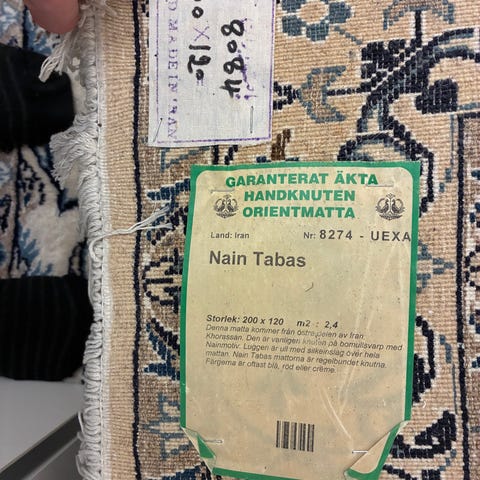 8084
00 X 190
D MADE IN IRAN
GARANTERAT ÄKTA
HANDKNUTEN
ORIENTMATTA
Land: Iran Nr: 8274 - UEXA
Nain Tabas
Storlek: 200 x 120 m2 : 2,4
Denna matta kommer från östra delen av Iran
Khorassan. Den är vanligen knuten på bomullsvarp med
Nainmotiv. Luggen är ull med silkeinslag över hela
mattan. Nain Tabas mattorna är regelbundet knutna.
Färgerna är oftast blå, röd eller crème.